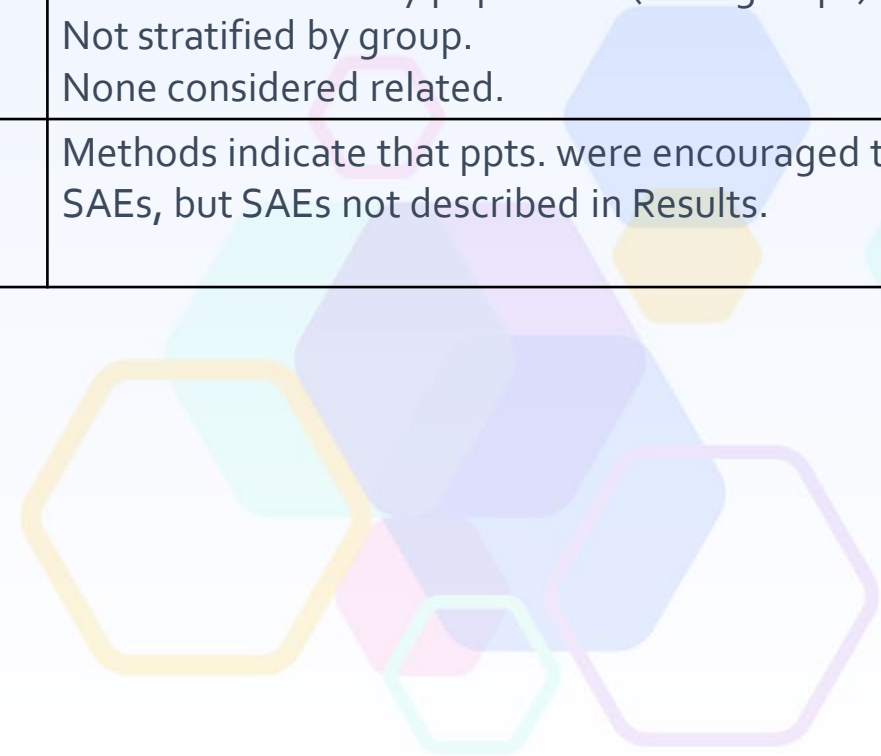 Not stratified by group.
None considered related.
Methods indicate that ppts. were encouraged
SAEs, but SAEs not described in Results.